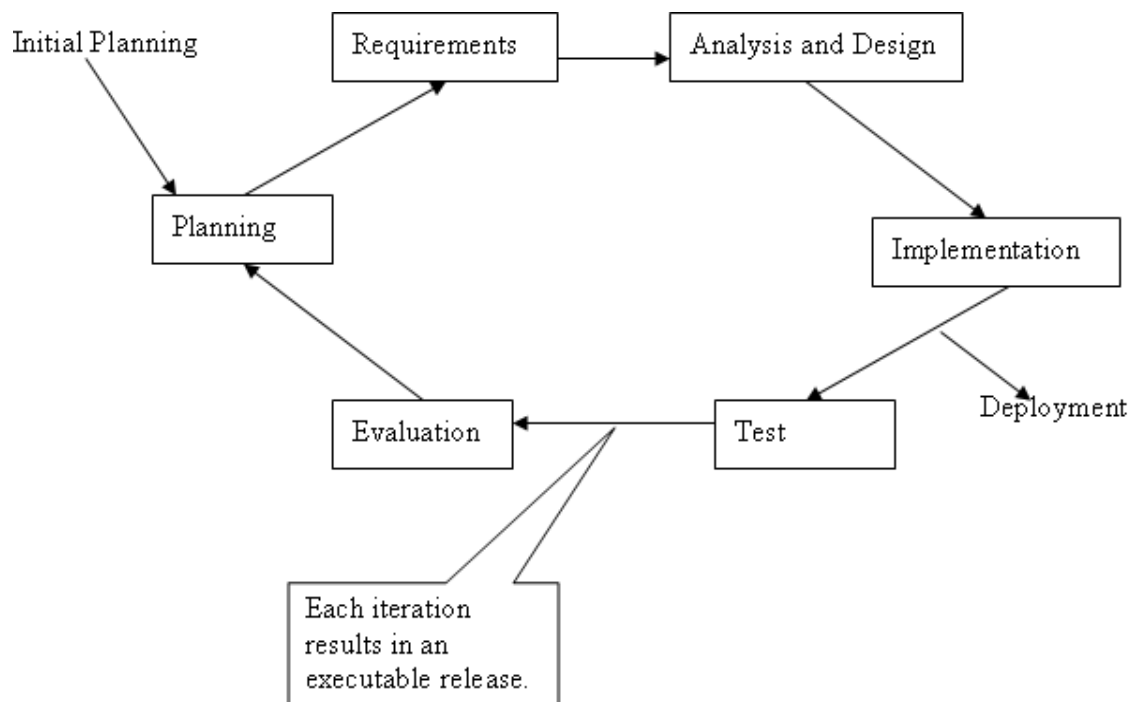 Initial Planning
Requirements
Analysis and Design
Planning
Implementation
Deployment
Evaluation
Test
Each iteration
results in an
executable release.